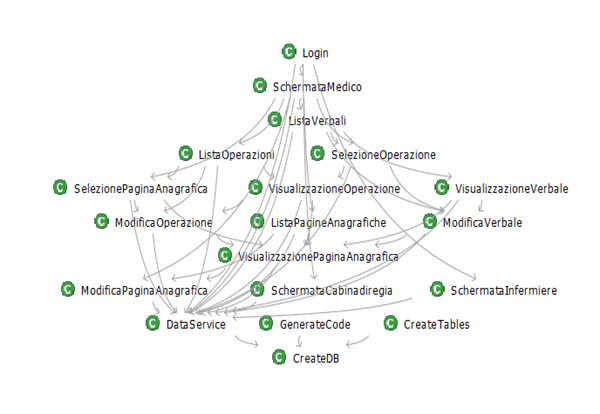 C Login
C SchermataMedico
C ListaVerbali
C ListaOperazioni C SelezioneOperazione
C SelezionePaginaAnagrafica C VisualizzazioneOperazione C VisualizzazioneVerbale
C ModificaOperazione C ListaPagineAnagrafiche C ModificaVerbale
C VisualizzazionePaginaAnagrafica
C ModificaPaginaAnagrafica C SchermataCabinadiregia C SchermataInfermiere
C DataService C GenerateCode C CreateTables
C CreateDB